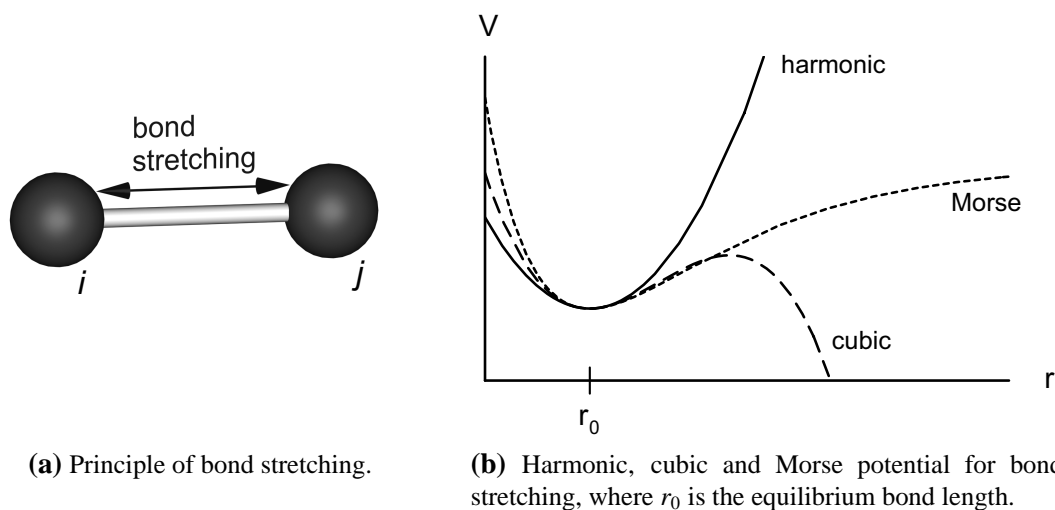 V
harmonic
bond
stretching
Morse
i
j
cubic
r
r0
(a) Principle of bond stretching.
(b) Harmonic, cubic and Morse potential for bond
stretching, where r0 is the equilibrium bond length.